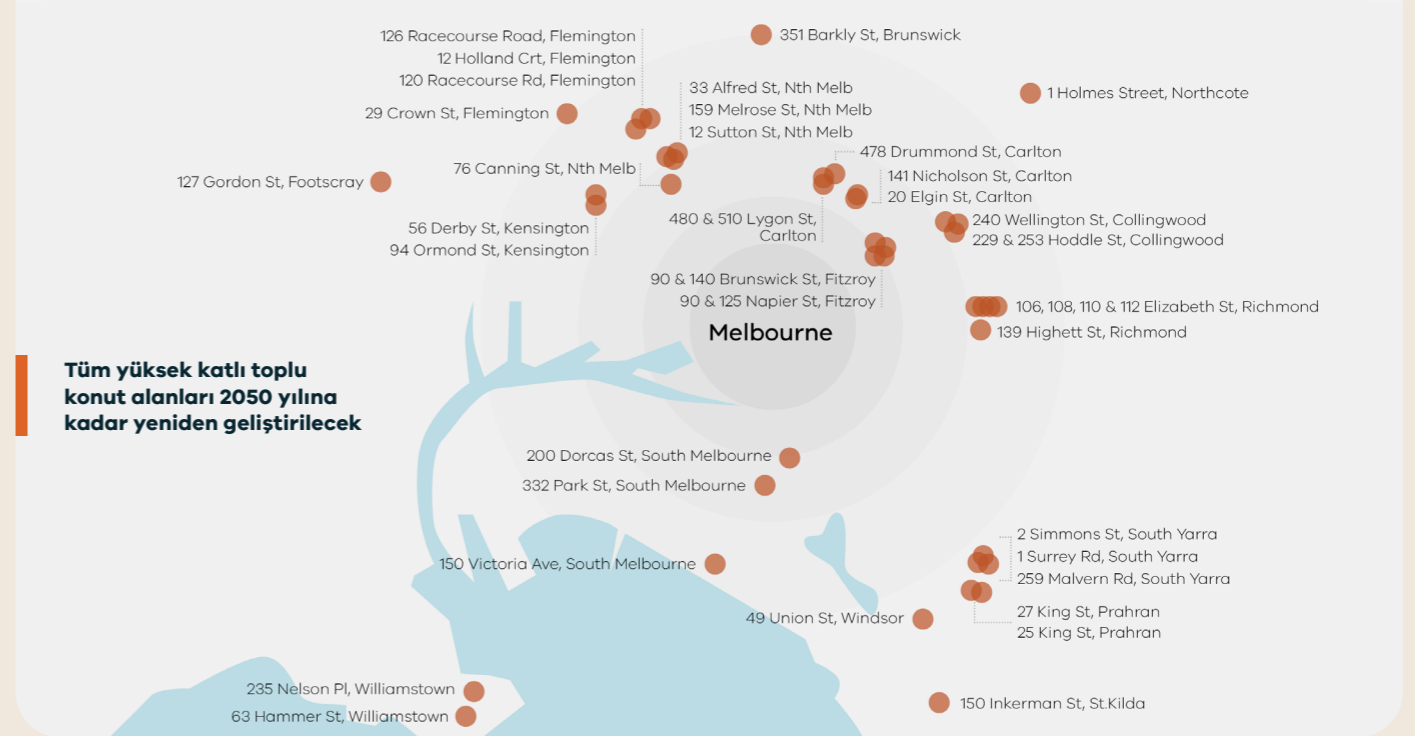 126 Racecourse Road, Flemington
12 Holland Crt, Flemington
120 Racecourse Rd, Flemington
351 Barkly St, Brunswick
33 Alfred St, Nth Melb
159 Melrose St, Nth Melb
12 Sutton St, Nth Melb
1 Holmes Street, Northcote
29 Crown St, Flemington
478 Drummond St, Carlton
76 Canning St, Nth Melb
141 Nicholson St, Carlton
20 Elgin St, Carlton
127 Gordon St, Footscray
480 & 510 Lygon St,
Carlton
240 Wellington St, Collingwood
229 & 253 Hoddle St, Collingwood
56 Derby St, Kensington
94 Ormond St, Kensington
90 & 140 Brunswick St, Fitzroy
90 & 125 Napier St, Fitzroy
106, 108, 110 & 112 Elizabeth St, Richmond
139 Highett St, Richmond
Melbourne
Tüm yüksek katlı toplu
konut alanları 2050 yılına
kadar yeniden geliştirilecek
200 Dorcas St, South Melbourne
332 Park St, South Melbourne
150 Victoria Ave, South Melbourne
2 Simmons St, South Yarra
1 Surrey Rd, South Yarra
259 Malvern Rd, South Yarra
27 King St, Prahran
25 King St, Prahran
49 Union St, Windsor
235 Nelson Pl, Williamstown
63 Hammer St, Williamstown
150 Inkerman St, St.Kilda